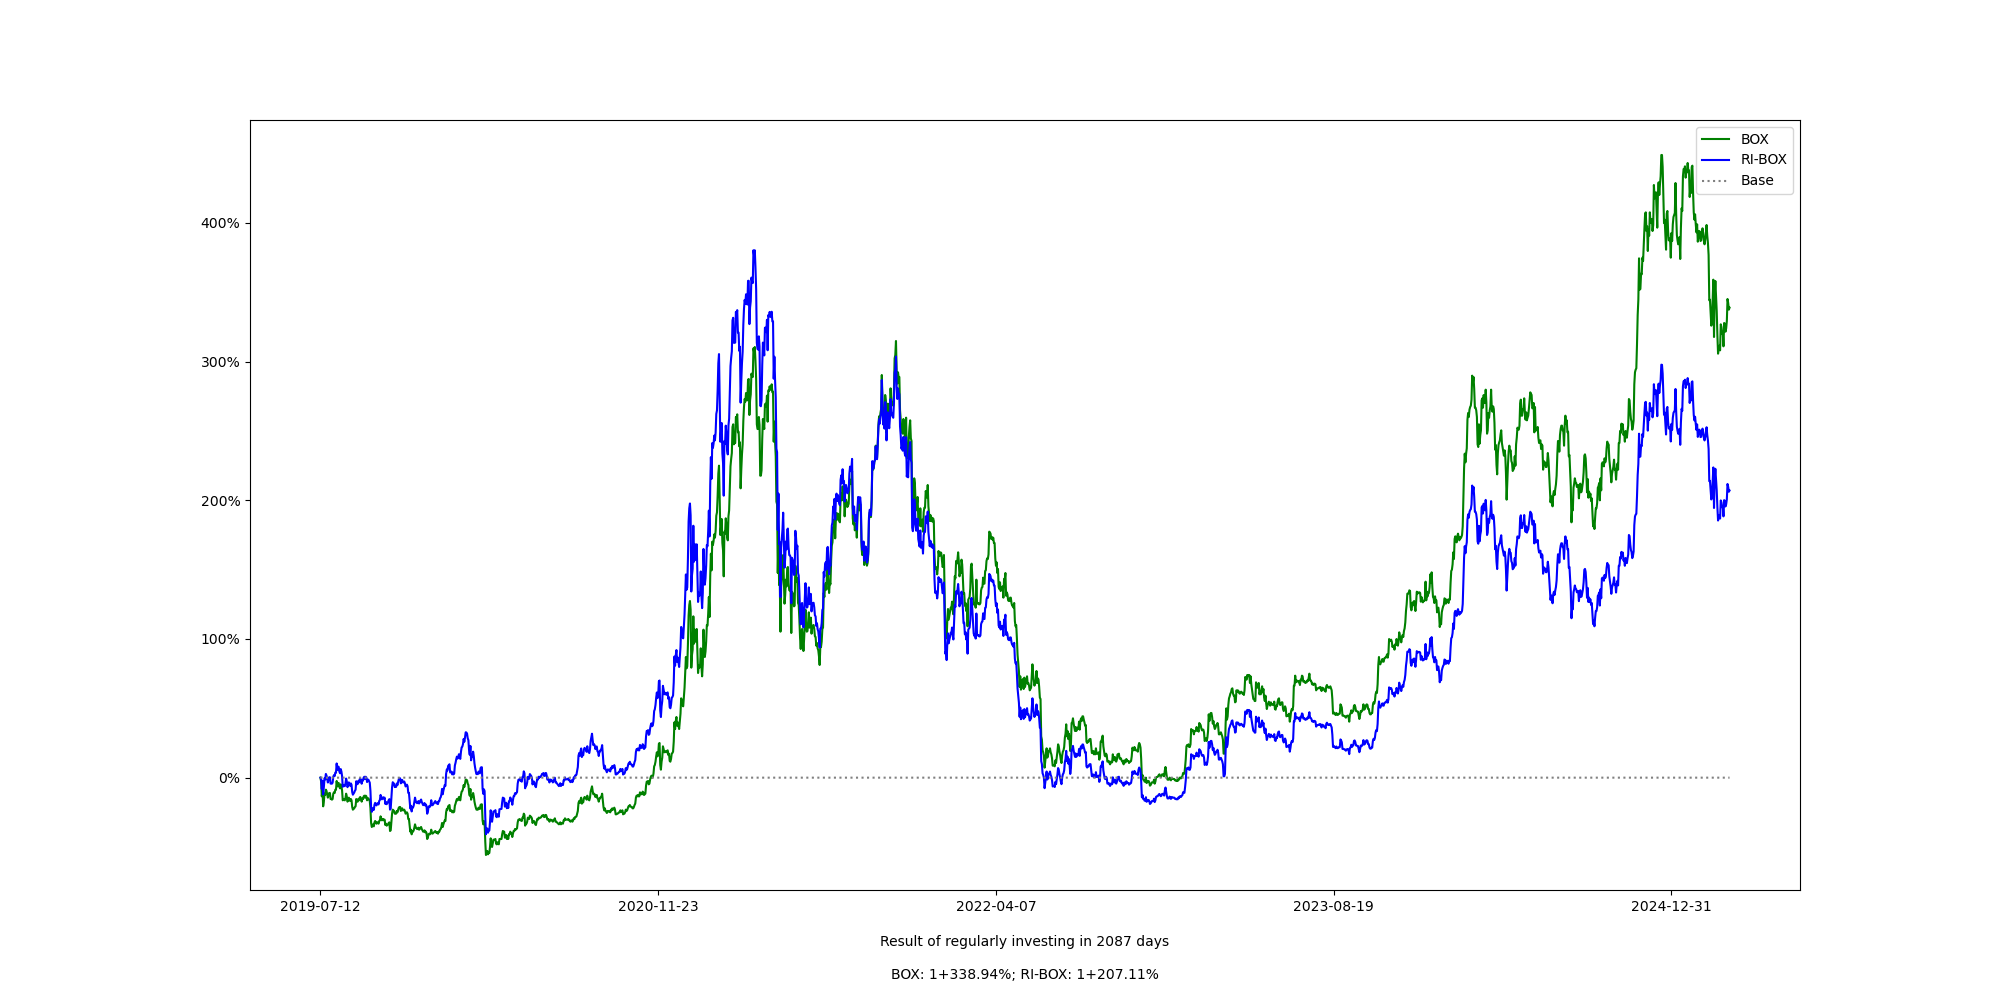 BOX
RI-BOX
Base
400%
300%
200%
100%
0%
2019-07-12 2020-11-23 2022-04-07 2023-08-19 2024-12-31
Result of regularly investing in 2087 days
BOX: 1+338.94%; RI-BOX: 1+207.11%